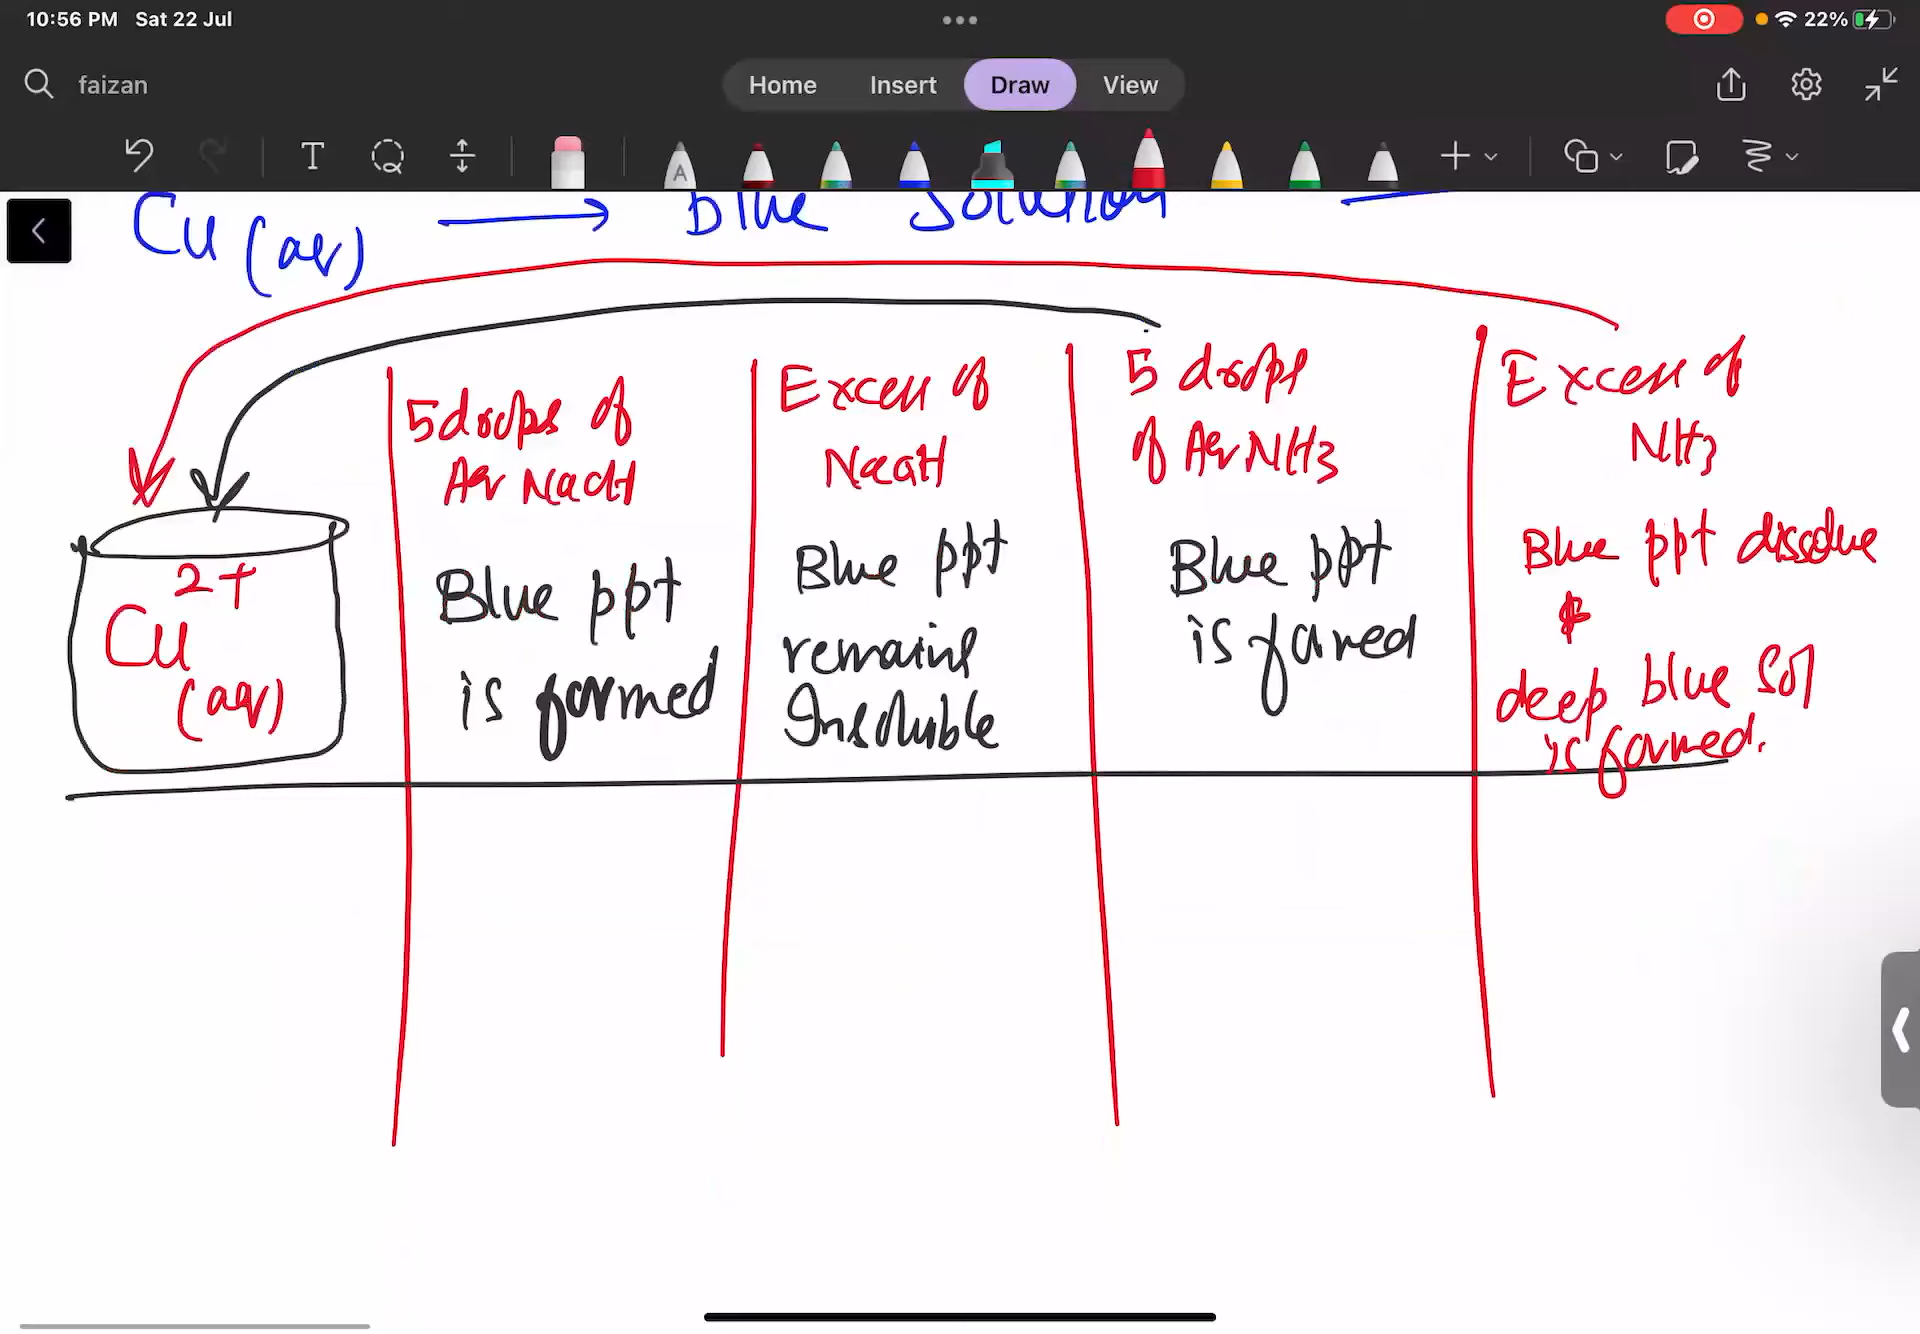 10:56 PM Sat 22 Jul
22%
faizan
Home Insert Draw View
T
A
Cu (aq) → blue solution
5 drops of
Aq NaOH
Excess of
NaOH
5 drops
of Aq NH3
Excess of
NH3
Cu 2+
(aq)
Blue ppt
is formed
Blue ppt
remains
Insoluble
Blue ppt
is formed
Blue ppt dissolve
&
deep blue sol
is formed.